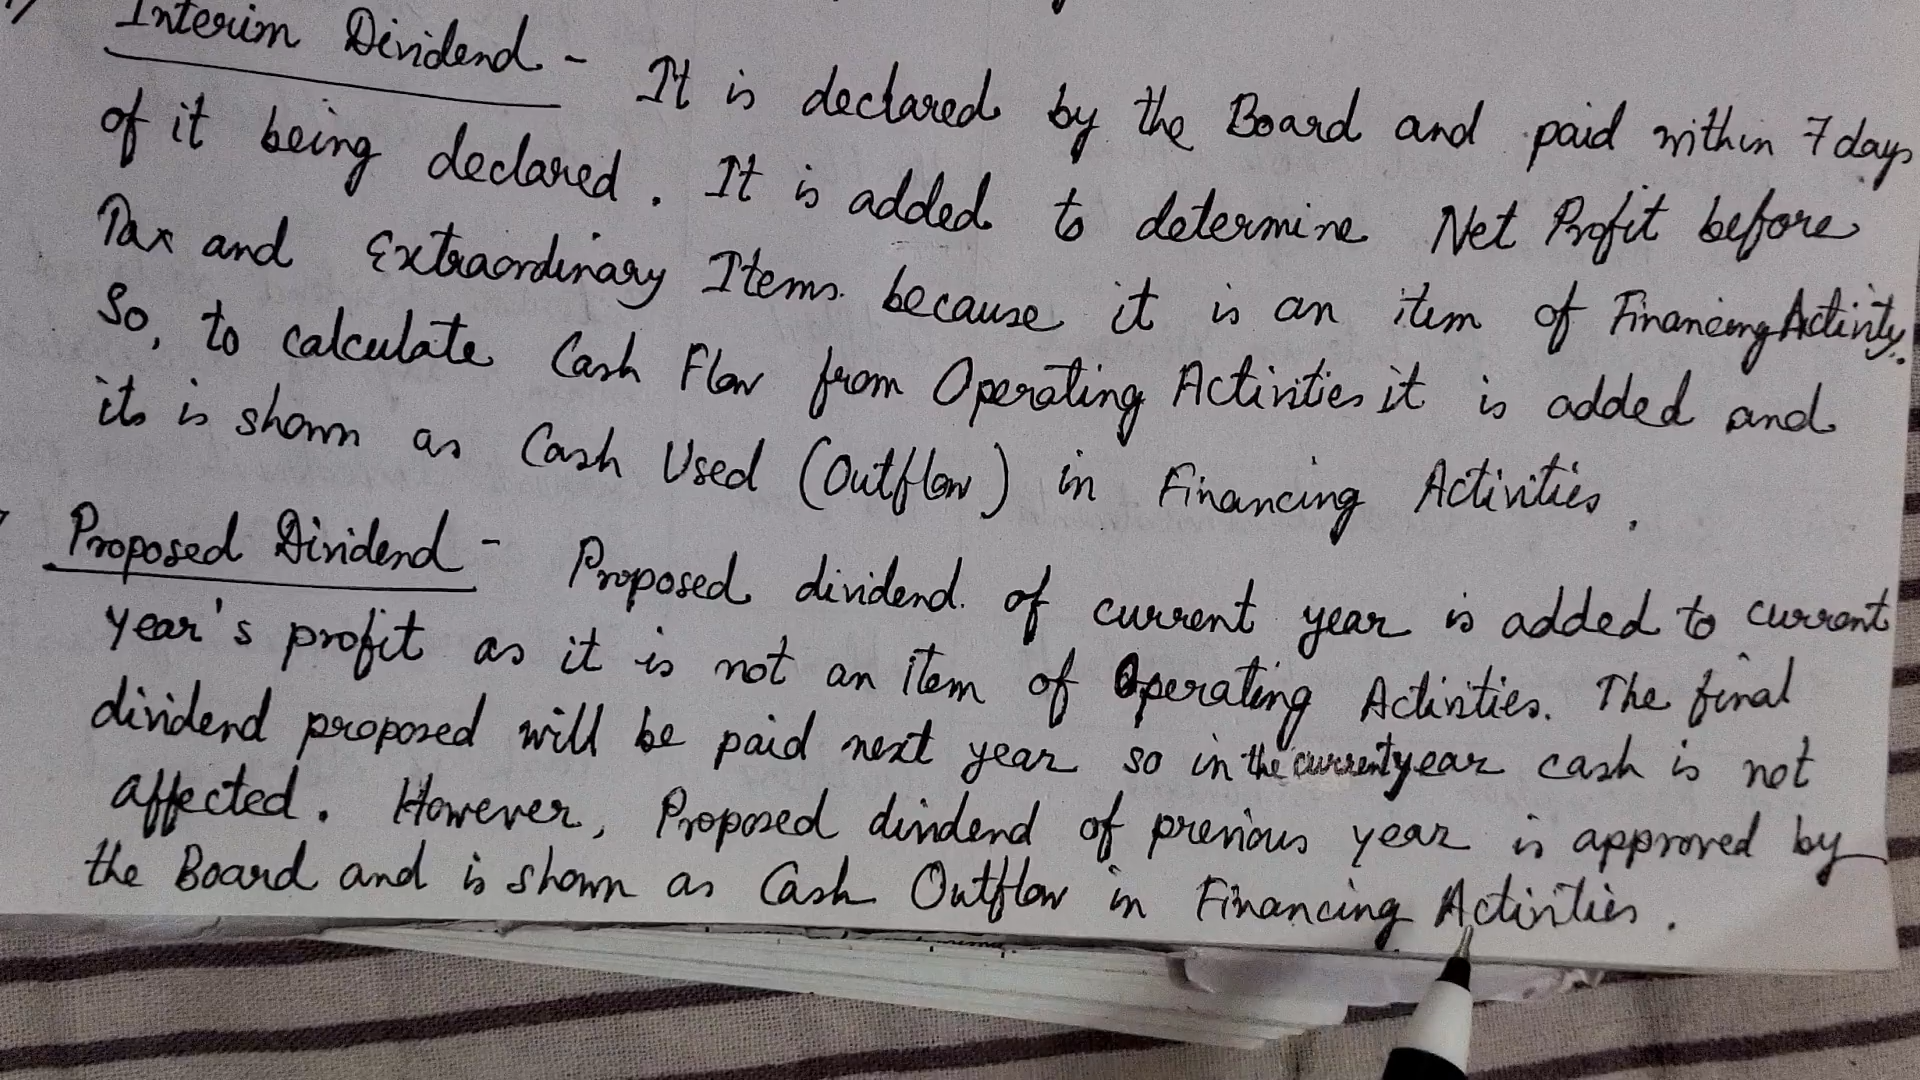 Interim Dividend - It is declared by the Board and paid within 7 days
of it being declared. It is added to determine Net Profit before
Tax and Extraordinary Items because it is an item of Financing Activity.
So, to calculate Cash Flow from Operating Activities it is added and
its is shown as Cash Used (Outflow) in Financing Activities.
Proposed Dividend - Proposed dividend of current year is added to current
year's profit as it is not an item of Operating Activities. The final
dividend proposed will be paid next year so in the current year cash is not
affected. However, Proposed dividend of previous year is approved by
the Board and is shown as Cash Outflow in Financing Activities.